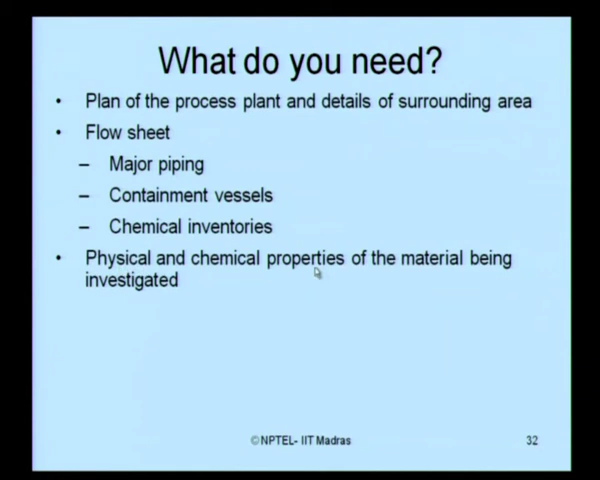 What do you need?
• Plan of the process plant and details of surrounding area
• Flow sheet
– Major piping
– Containment vessels
– Chemical inventories
• Physical and chemical properties of the material being
investigated
©NPTEL- IIT Madras
32